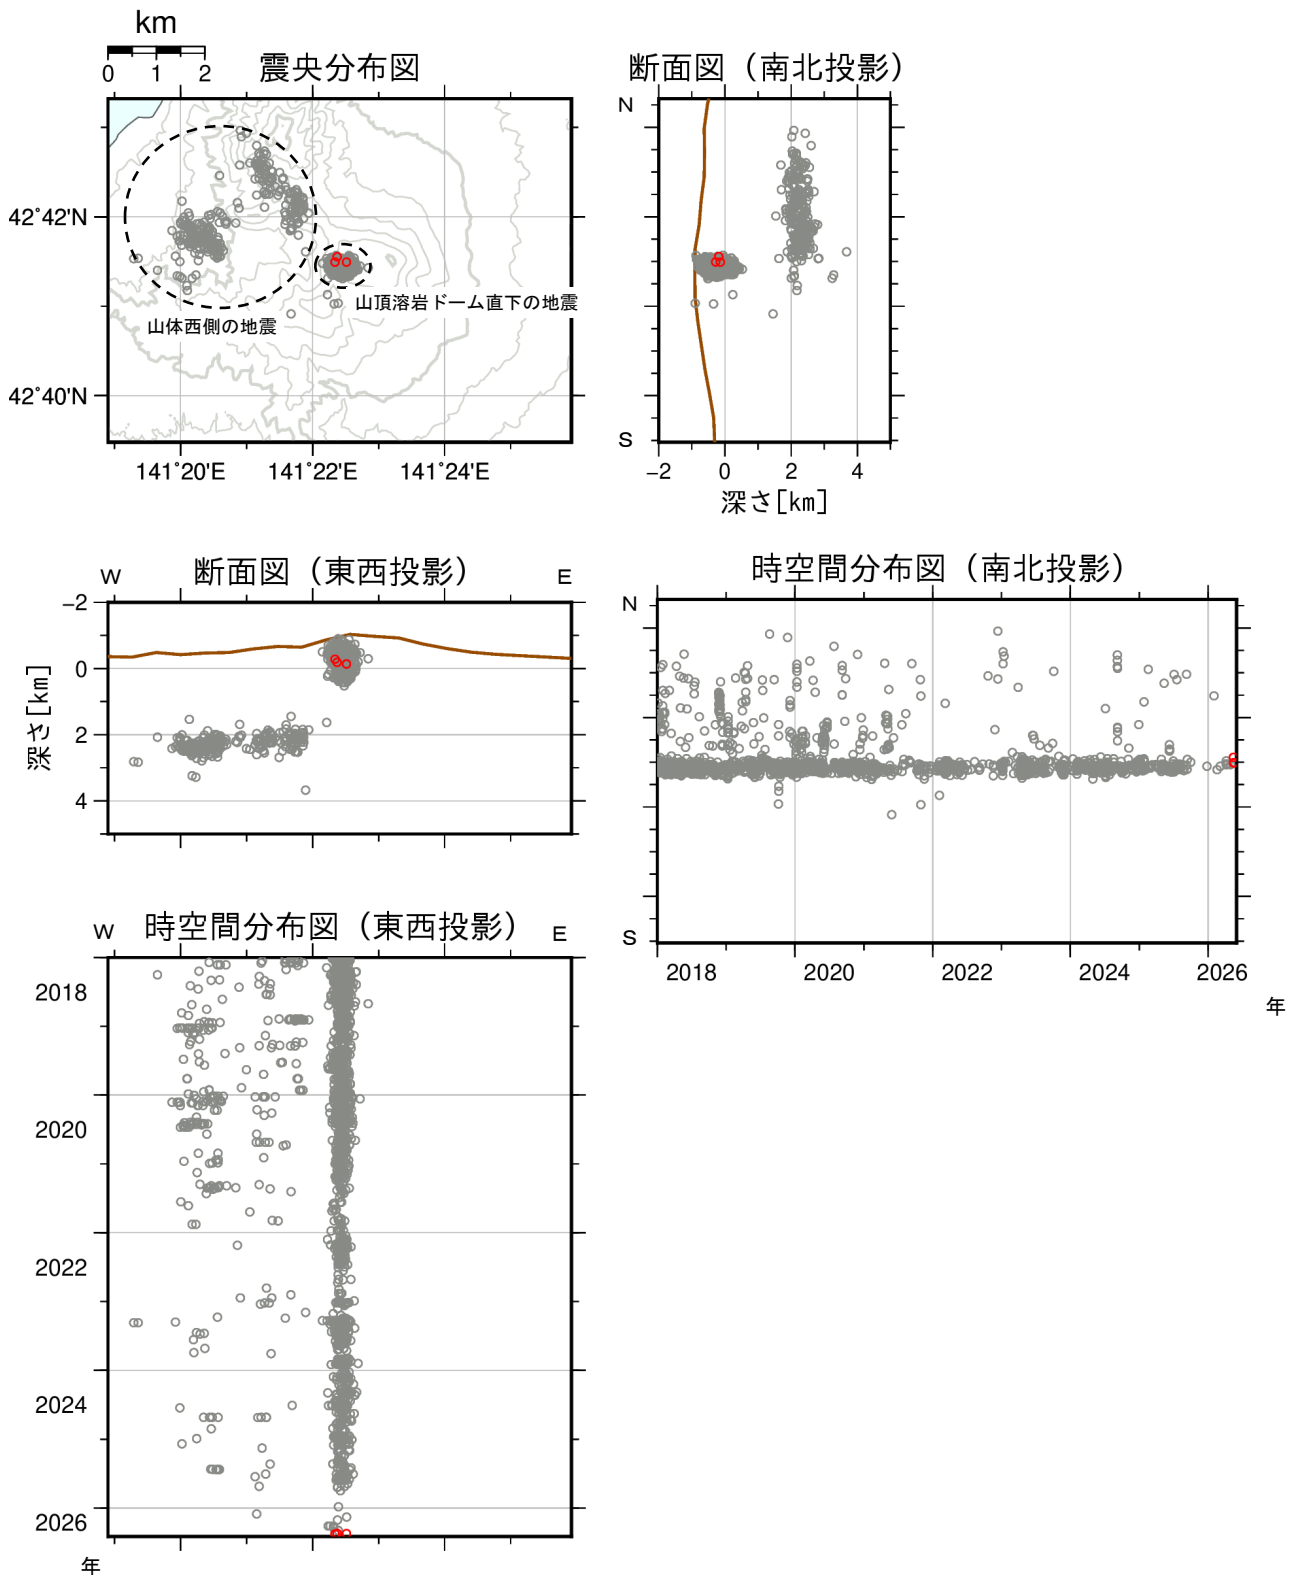 km
0 1 2
震央分布図
42°42'N
42°40'N
山頂溶岩ドーム直下の地震
山体西側の地震
141°20'E 141°22'E 141°24'E
断面図（南北投影）
N
S
−2 0 2 4
深さ[km]
断面図（東西投影）
W E
−2
0
2
4
深さ[km]
時空間分布図（南北投影）
N
S
2018 2020 2022 2024 2026
年
時空間分布図（東西投影）
W E
2018
2020
2022
2024
2026
年